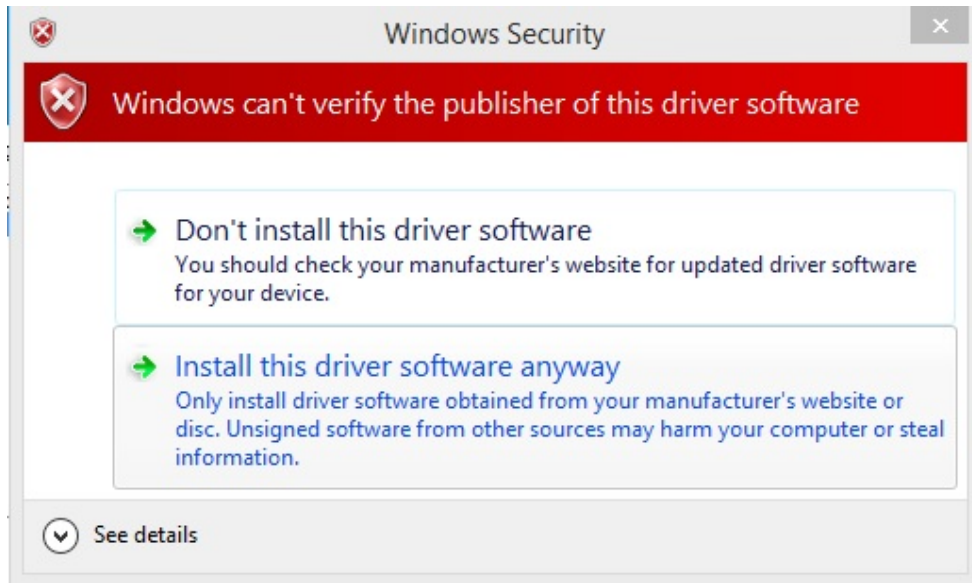 Windows Security
Windows can't verify the publisher of this driver software
Don't install this driver software
You should check your manufacturer's website for updated driver software
for your device.
Install this driver software anyway
Only install driver software obtained from your manufacturer's website or
disc. Unsigned software from other sources may harm your computer or steal
information.
See details